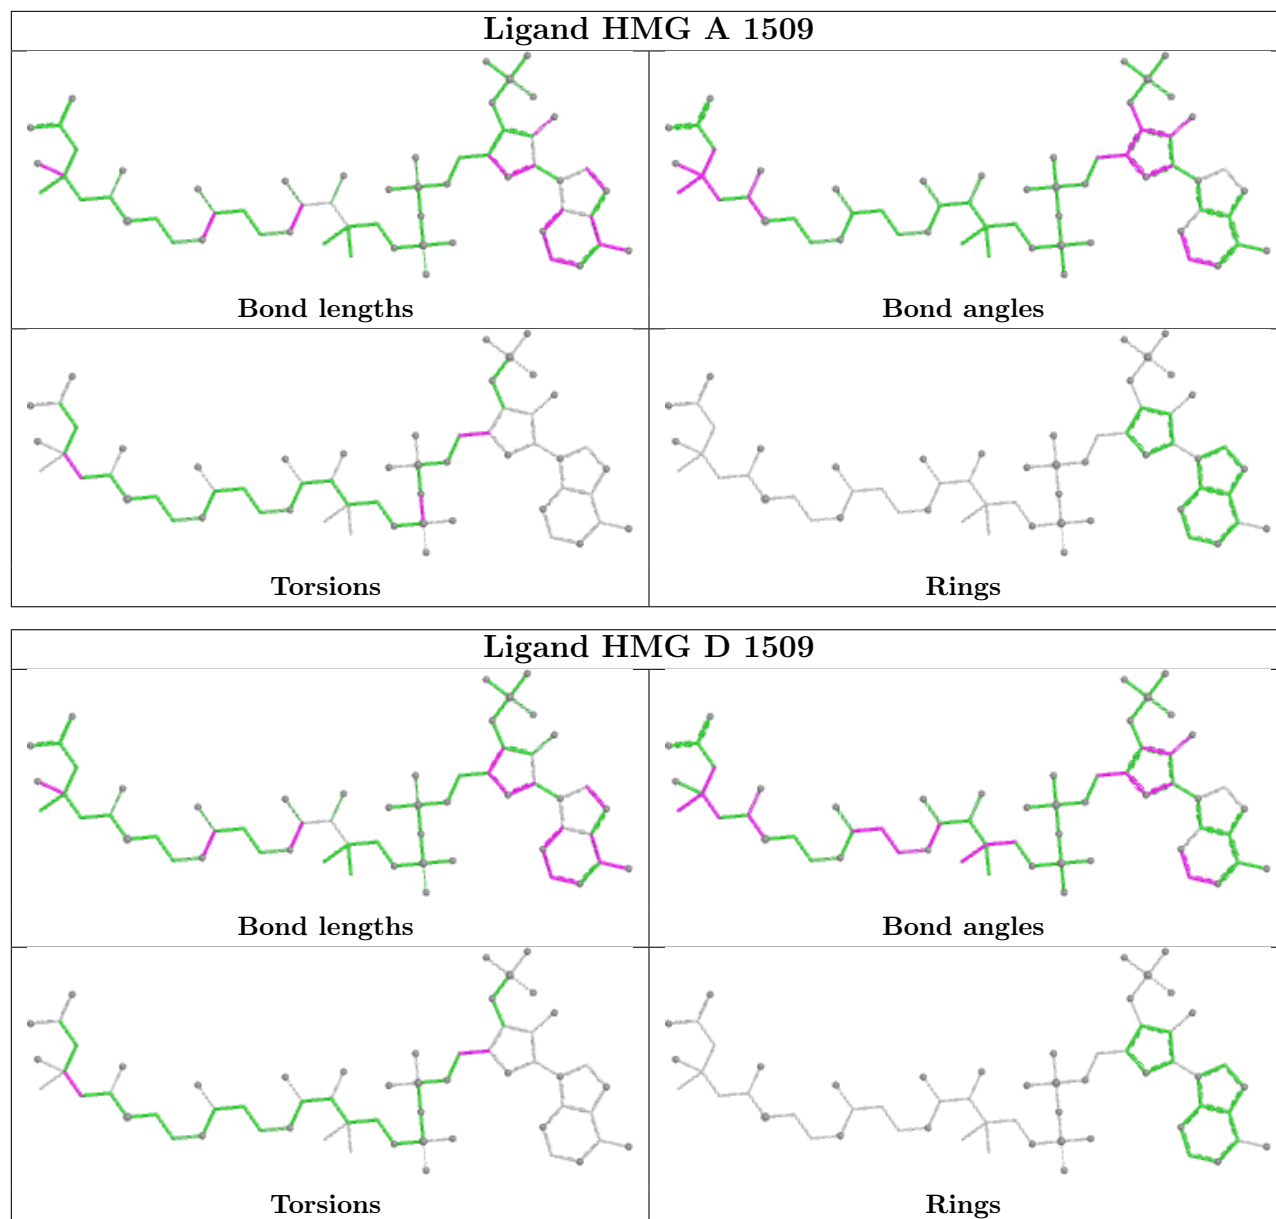 Ligand HMG A 1509
Bond lengths
Bond angles
Torsions
Rings
Ligand HMG D 1509
Bond lengths
Bond angles
Torsions
Rings